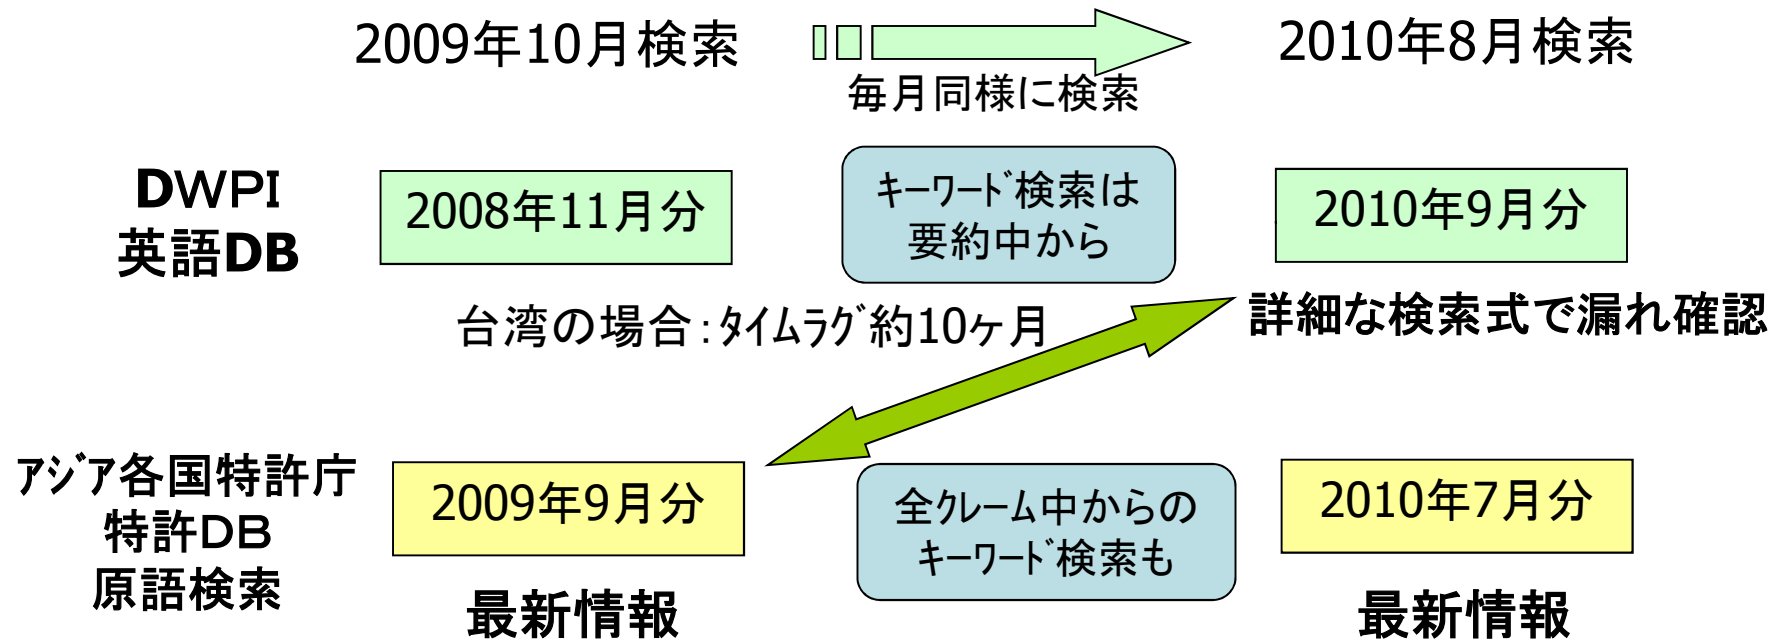 2009年10月検索
2010年8月検索
毎月同様に検索
DWPI
英語DB
2008年11月分
キーワード検索は
要約中から
2010年9月分
台湾の場合：タイムラグ約10ヶ月
詳細な検索式で漏れ確認
アジア各国特許庁
特許DB
原語検索
2009年9月分
全クレーム中からの
キーワード検索も
2010年7月分
最新情報
最新情報